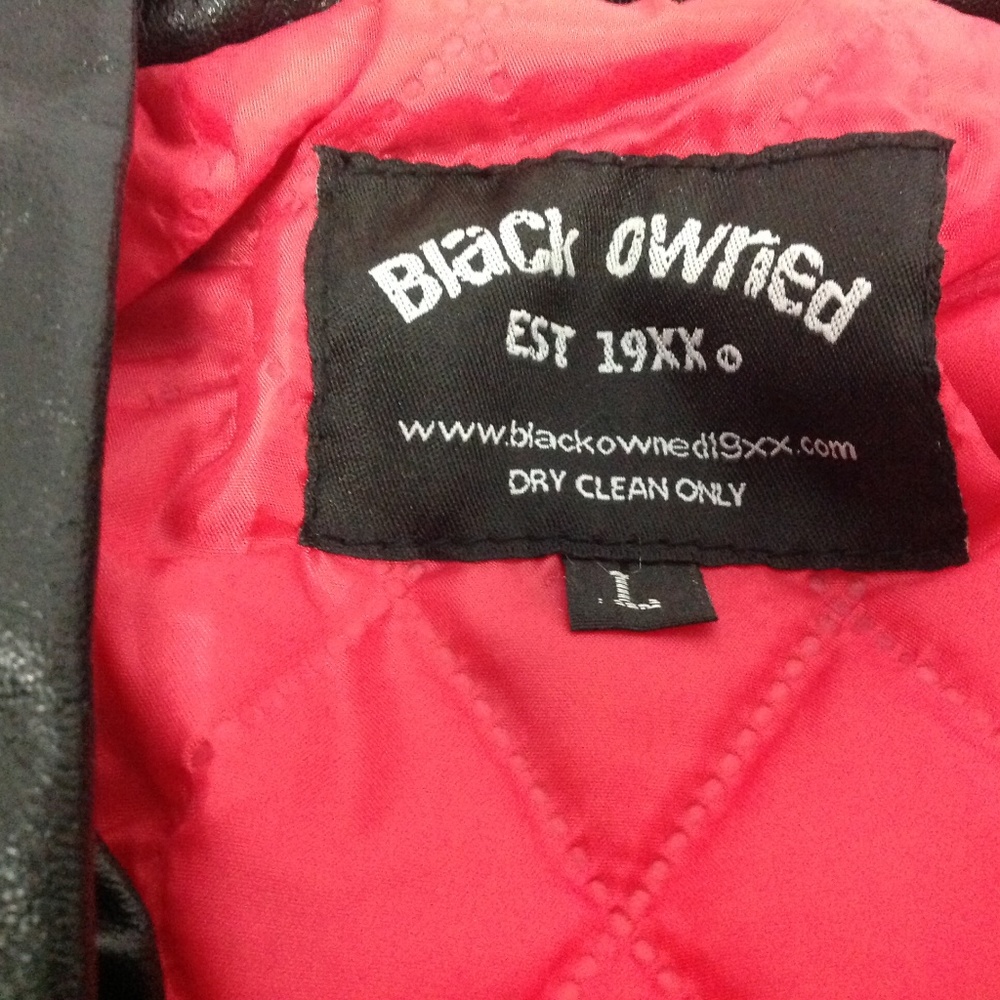 Black owned
EST 19XX
www.blackowned19xx.com
DRY CLEAN ONLY
L